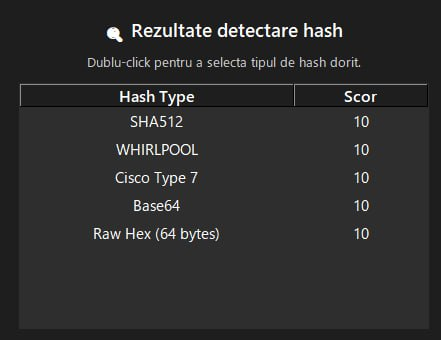 Rezultate detectare hash
Dublu-click pentru a selecta tipul de hash dorit.
Hash Type Scor
SHA512 10
WHIRLPOOL 10
Cisco Type 7 10
Base64 10
Raw Hex (64 bytes) 10